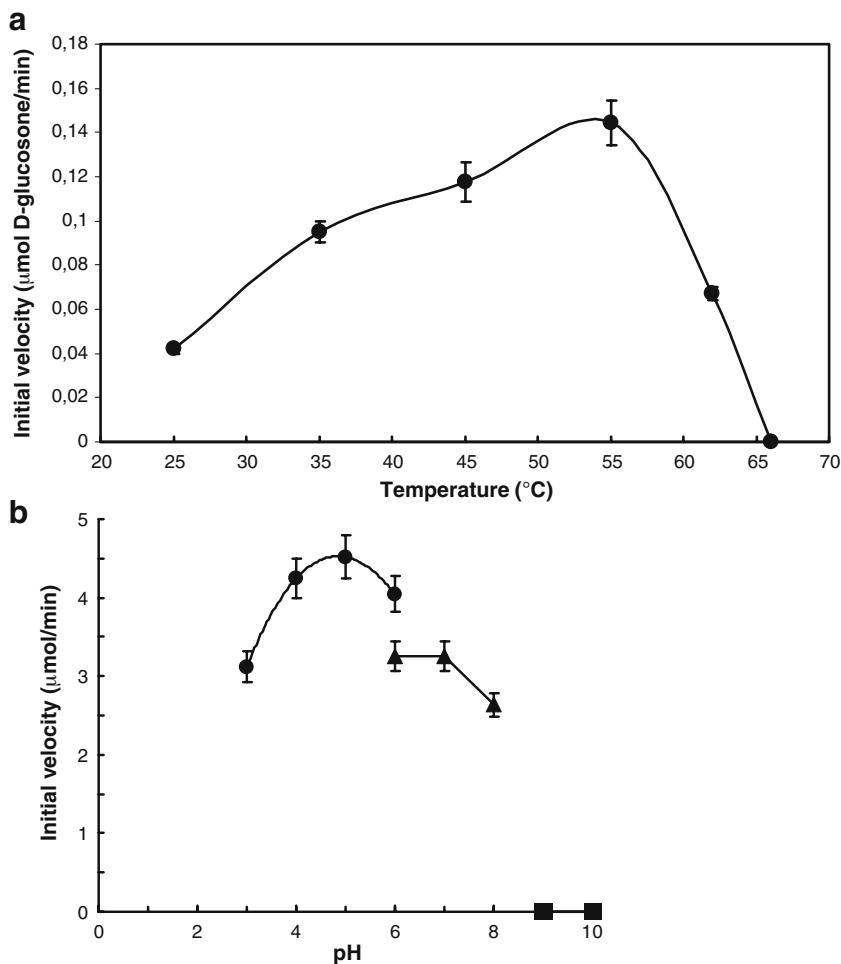 a
Initial velocity (μmol D-glucosone/min)
0,18
0,16
0,14
0,12
0,1
0,08
0,06
0,04
0,02
0
20 25 30 35 40 45 50 55 60 65 70
Temperature (°C)
b
Initial velocity (μmol/min)
5
4
3
2
1
0
0 2 4 6 8 10
pH